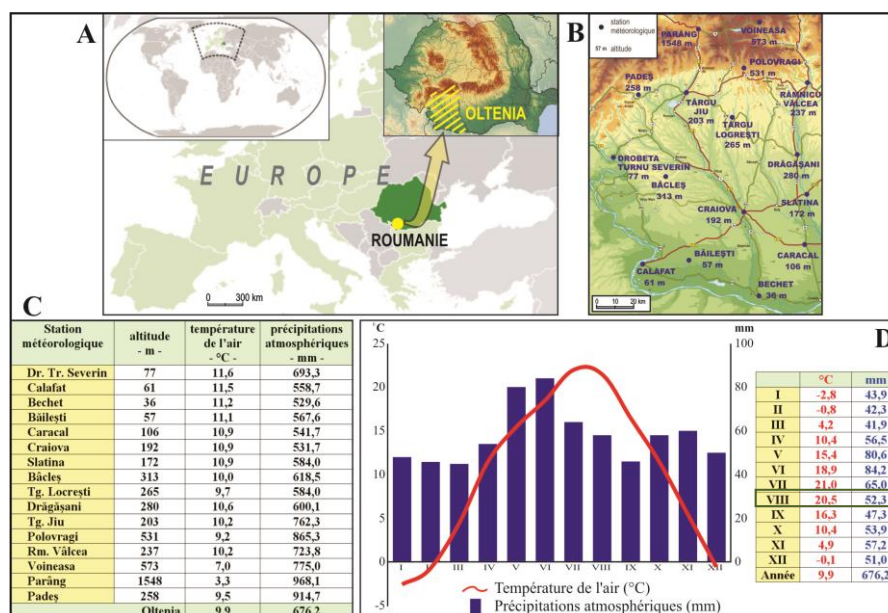 A
EUROPE
ROUMANIE
OLTENIA
0 300 km
B
station
météorologique
57 m altitude
PARÂNG
1548 m
VOINEASA
573 m
POLOVRAGI
531 m
PADEŞ
258 m
RÂMNICO
VÂLCEA
237 m
TÂRGU
JIU
203 m
TÂRGU
LOGREŞTI
265 m
DROBETA
TURNU SEVERIN
77 m
DRĂGĂŞANI
280 m
BÂCLEŞ
313 m
SLATINA
172 m
CRAIOVA
192 m
BĂILEŞTI
57 m
CARACAL
106 m
CALAFAT
61 m
BECHET
36 m
0 10 20 km
C
Station météorologique altitude - m - température de l'air - °C - précipitations atmosphériques - mm -
Dr. Tr. Severin 77 11,6 693,3
Calafat 61 11,5 558,7
Bechet 36 11,2 529,6
Băileşti 57 11,1 567,6
Caracal 106 10,9 541,7
Craiova 192 10,9 531,7
Slatina 172 10,9 584,0
Bâcleş 313 10,0 618,5
Tg. Locreşti 265 9,7 584,0
Drăgăşani 280 10,6 600,1
Tg. Jiu 203 10,2 762,3
Polovragi 531 9,2 865,3
Rm. Vâlcea 237 10,2 723,8
Voineasa 573 7,0 775,0
Parâng 1548 3,3 968,1
Padeş 258 9,5 914,7
Oltenia 9,9 676,2
D
°C mm
25 100
20 80
15 60
10 40
5 20
0 0
-5
I III IV V VI VII VIII IX X XI XII
Température de l'air (°C)
Précipitations atmosphériques (mm)
°C mm
I -2,8 43,9
II -0,8 42,3
III 4,2 41,9
IV 10,4 56,5
V 15,4 80,6
VI 18,9 84,2
VII 21,0 65,0
VIII 20,5 52,3
IX 16,3 47,3
X 10,4 53,9
XI 4,9 57,2
XII -0,1 51,0
Année 9,9 676,2